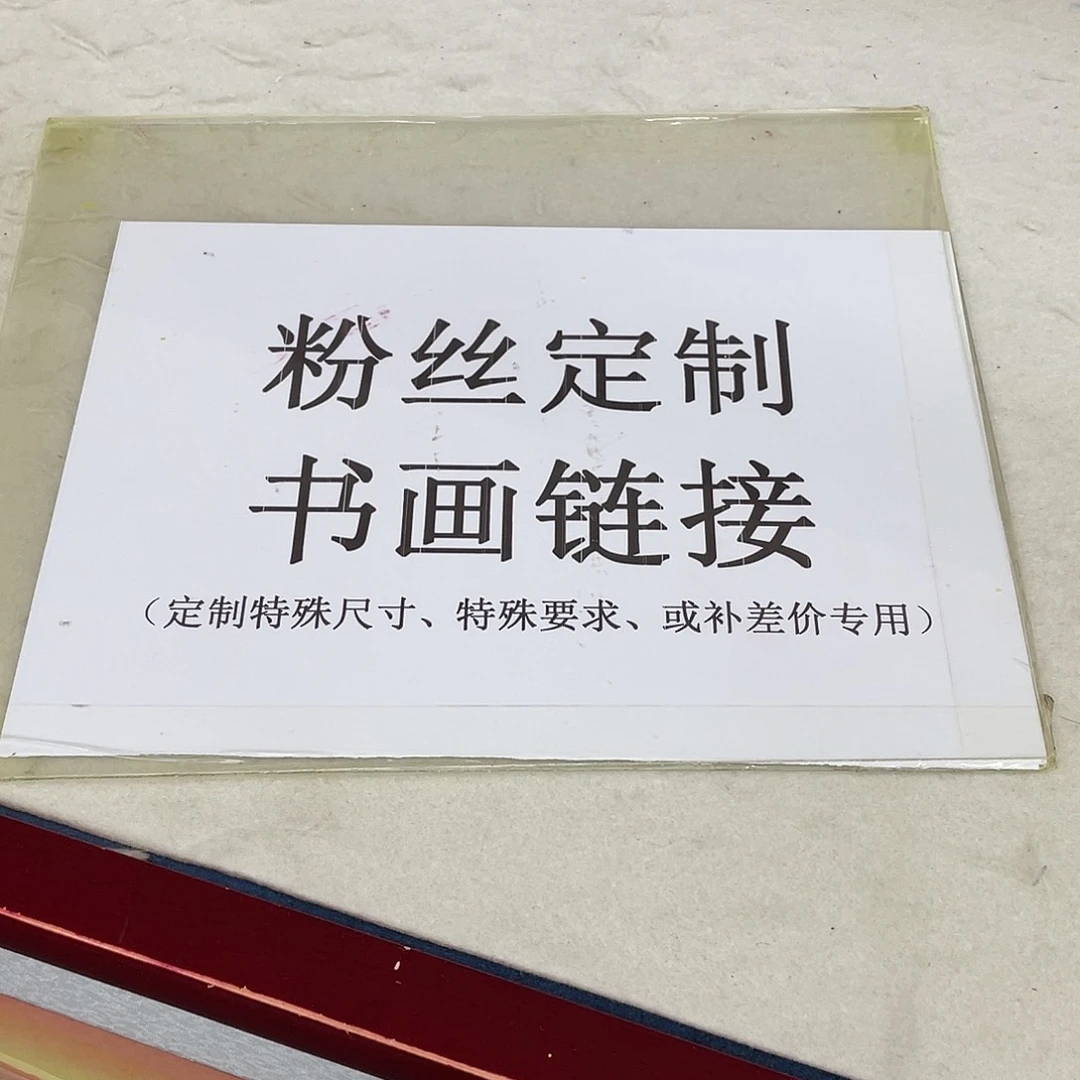 粉丝定制
书画链接
（定制特殊尺寸、特殊要求、或补差价专用）